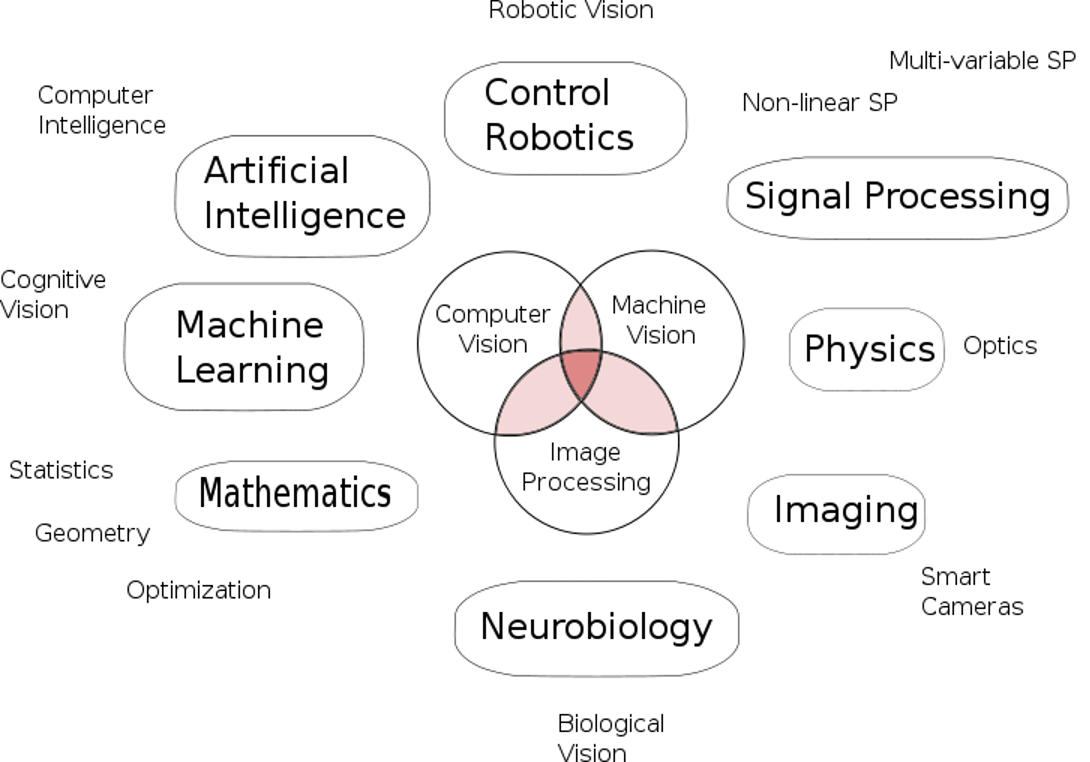 Robotic Vision
Multi-variable SP
Non-linear SP
Computer
Intelligence
Control
Robotics
Artificial
Intelligence
Signal Processing
Cognitive
Vision
Machine
Learning
Computer
Vision
Machine
Vision
Physics
Optics
Image
Processing
Statistics
Mathematics
Geometry
Optimization
Imaging
Smart
Cameras
Neurobiology
Biological
Vision